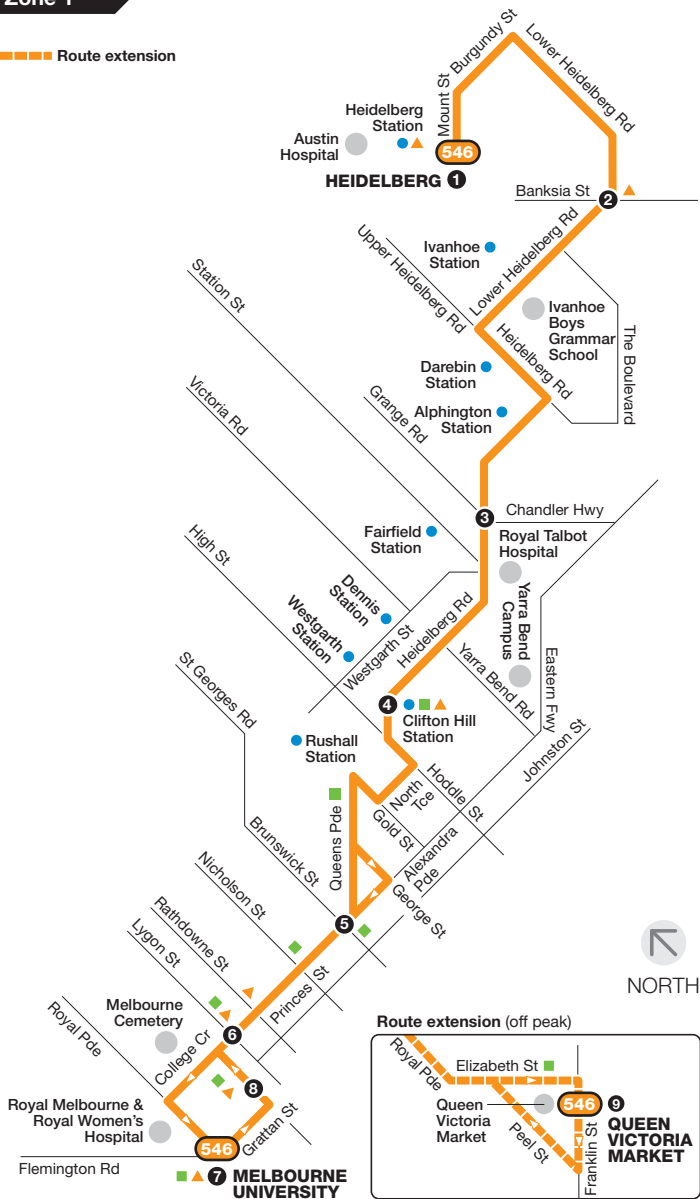 Zone 1
Route extension
Burgundy St
Lower Heidelberg Rd
Mount St
Heidelberg
Station
Austin
Hospital
546
HEIDELBERG 1
Banksia St
2
Upper Heidelberg Rd
Ivanhoe
Station
Lower Heidelberg Rd
Station St
Ivanhoe
Boys
Grammar
School
The Boulevard
Heidelberg Rd
Darebin
Station
Victoria Rd
Grange Rd
Alphington
Station
3
Chandler Hwy
High St
Fairfield
Station
Royal Talbot
Hospital
Dennis
Station
Westgarth
Station
Westgarth St
Heidelberg Rd
Yarra Bend
Campus
Yarra Bend Rd
Eastern Fwy
St Georges Rd
4
Clifton Hill
Station
Rushall
Station
Johnston St
Hoddle St
North
Tce
Gold St
Queens Pde
Alexandra
Pde
Brunswick St
George St
Nicholson St
5
Rathdowne St
Lygon St
Princes St
NORTH
Royal Pde
Melbourne
Cemetery
6
College Cr
8
Royal Melbourne &
Royal Women's
Hospital
Grattan St
546
Flemington Rd
7 MELBOURNE
UNIVERSITY
Route extension (off peak)
Royal Pde
Elizabeth St
Queen
Victoria
Market
546 9
QUEEN
VICTORIA
MARKET
Peel St
Franklin St